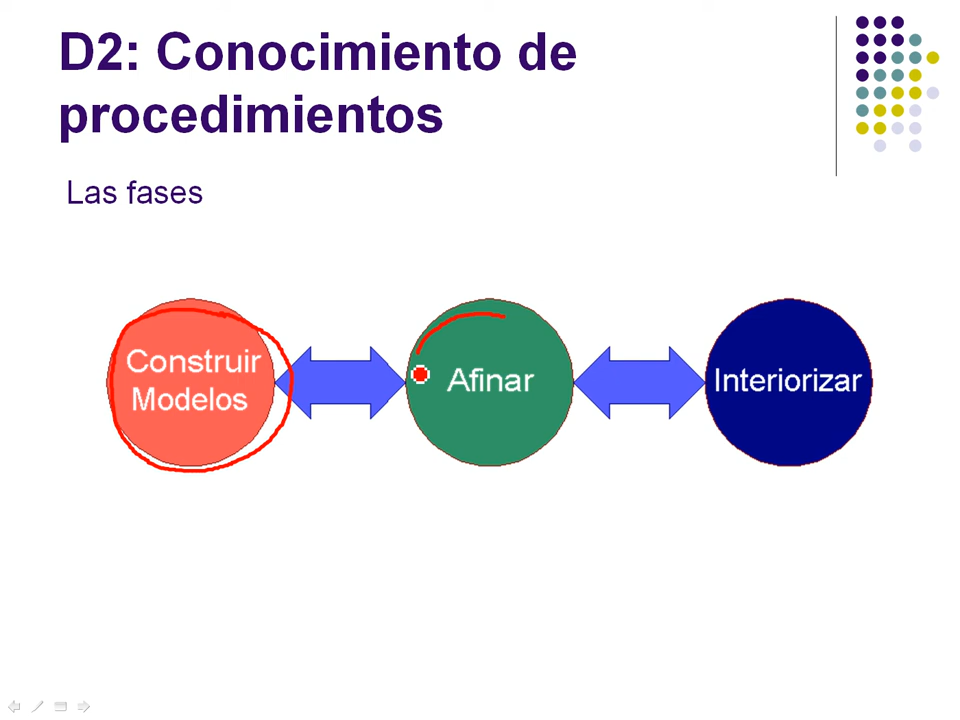 D2: Conocimiento de
procedimientos
Las fases
Construir
Modelos
Afinar
Interiorizar